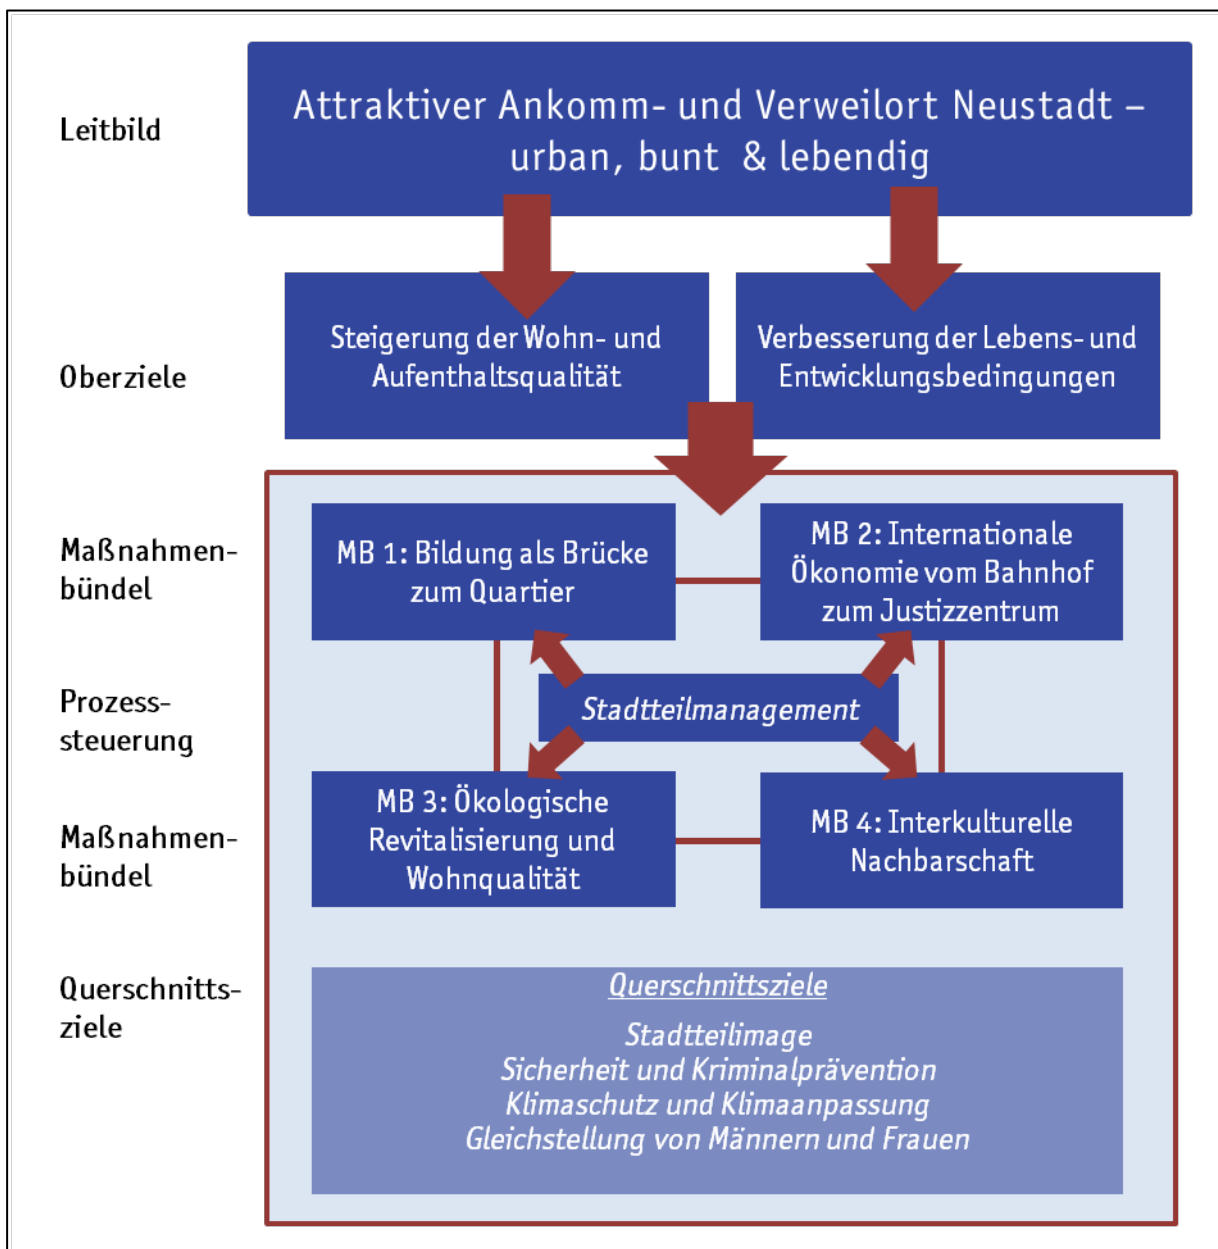 Leitbild
Attraktiver Ankomm- und Verweilort Neustadt –
urban, bunt & lebendig
Oberziele
Steigerung der Wohn- und
Aufenthaltsqualität
Verbesserung der Lebens- und
Entwicklungsbedingungen
Maßnahmen-
bündel
MB 1: Bildung als Brücke
zum Quartier
MB 2: Internationale
Ökonomie vom Bahnhof
zum Justizzentrum
Prozess-
steuerung
Stadtteilmanagement
Maßnahmen-
bündel
MB 3: Ökologische
Revitalisierung und
Wohnqualität
MB 4: Interkulturelle
Nachbarschaft
Querschnitts-
ziele
Querschnittsziele
Stadtteilimage
Sicherheit und Kriminalprävention
Klimaschutz und Klimaanpassung
Gleichstellung von Männern und Frauen